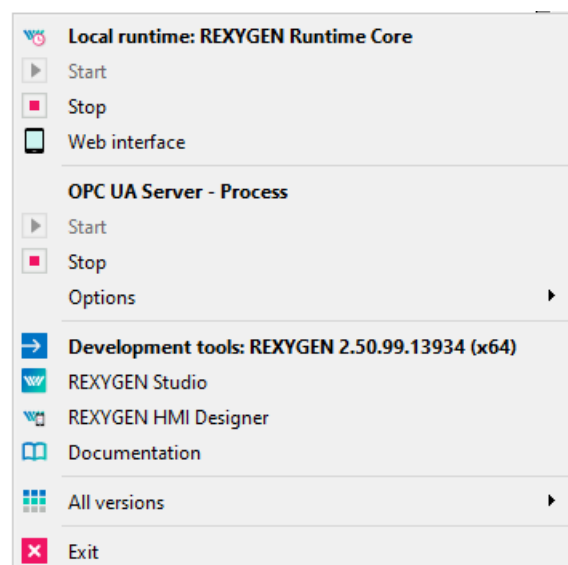 Local runtime: REXYGEN Runtime Core
Start
Stop
Web interface
OPC UA Server - Process
Start
Stop
Options
Development tools: REXYGEN 2.50.99.13934 (x64)
REXYGEN Studio
REXYGEN HMI Designer
Documentation
All versions
Exit